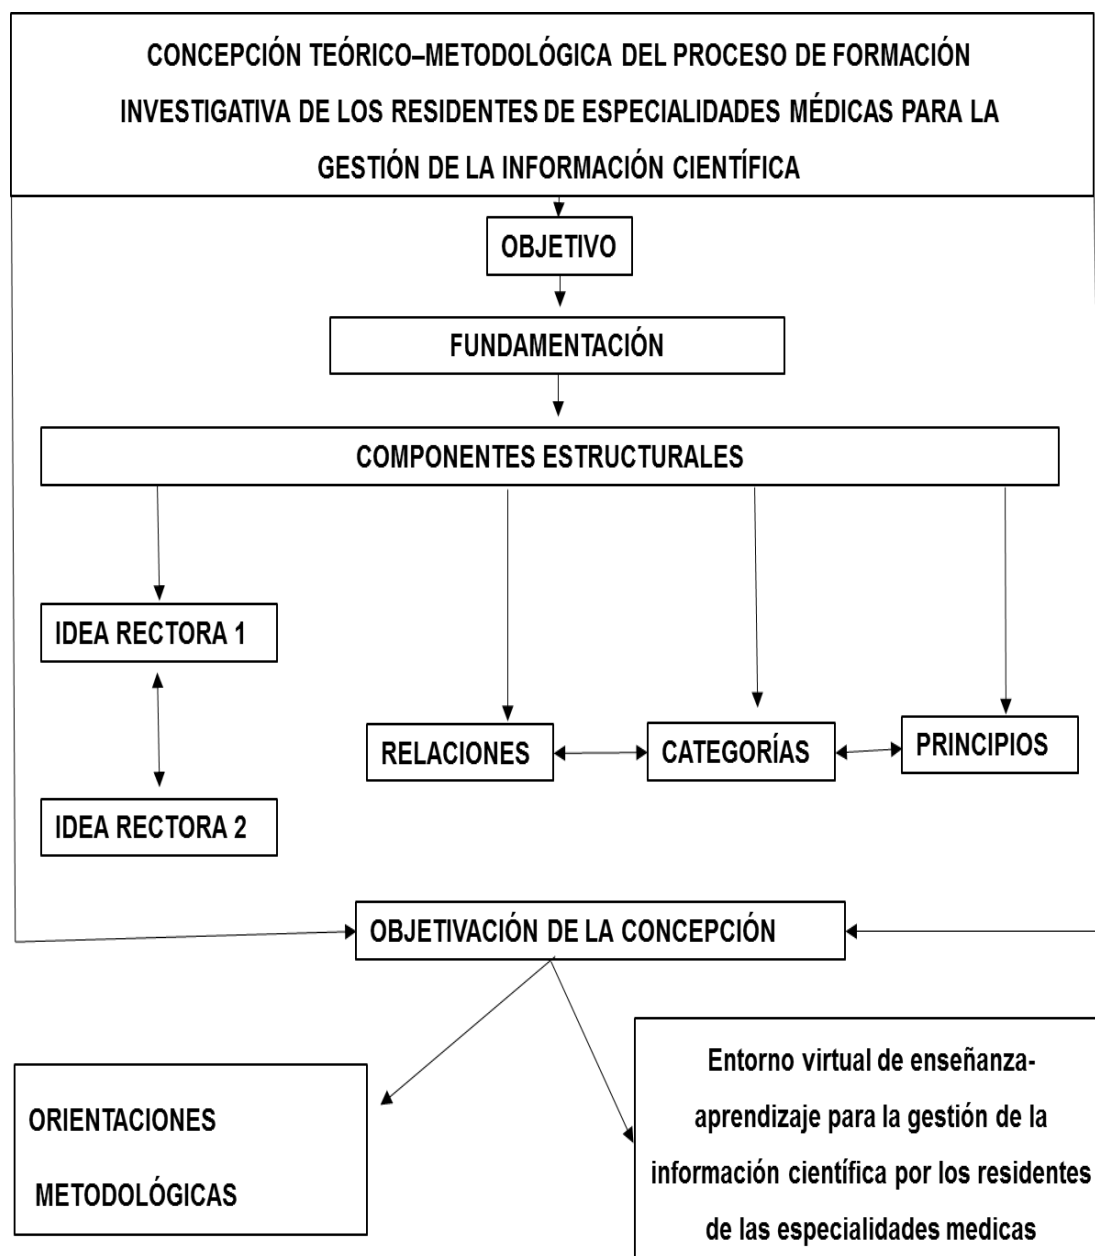 CONCEPCIÓN TEÓRICO–METODOLÓGICA DEL PROCESO DE FORMACIÓN
INVESTIGATIVA DE LOS RESIDENTES DE ESPECIALIDADES MÉDICAS PARA LA
GESTIÓN DE LA INFORMACIÓN CIENTÍFICA
OBJETIVO
FUNDAMENTACIÓN
COMPONENTES ESTRUCTURALES
IDEA RECTORA 1
RELACIONES
CATEGORÍAS
PRINCIPIOS
IDEA RECTORA 2
OBJETIVACIÓN DE LA CONCEPCIÓN
ORIENTACIONES
METODOLÓGICAS
Entorno virtual de enseñanza-
aprendizaje para la gestión de la
información científica por los residentes
de las especialidades medicas